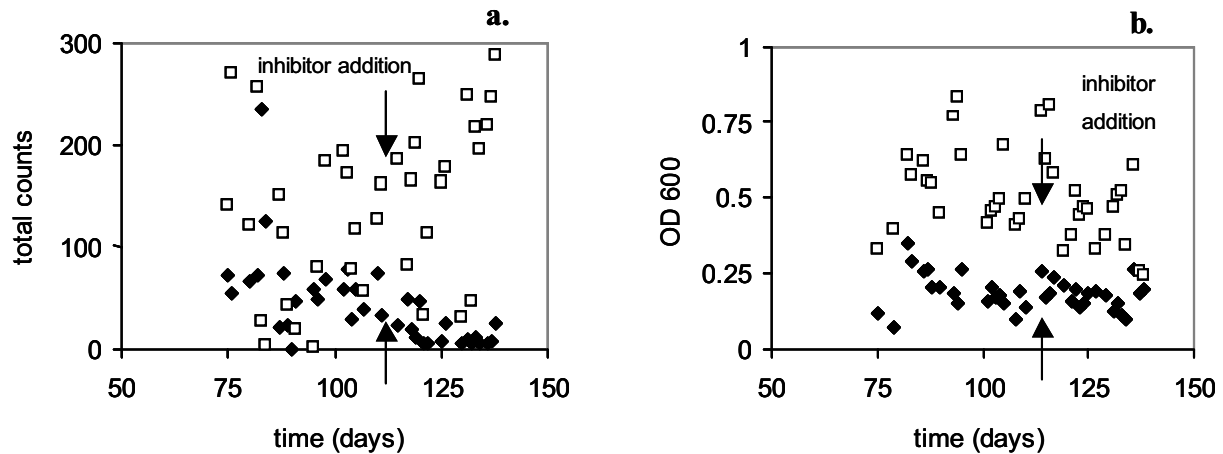 a.
300
200
100
0
total counts
inhibitor addition
50
75
100
125
150
time (days)
b.
1
0.75
0.5
0.25
0
OD 600
inhibitor
addition
50
75
100
125
150
time (days)